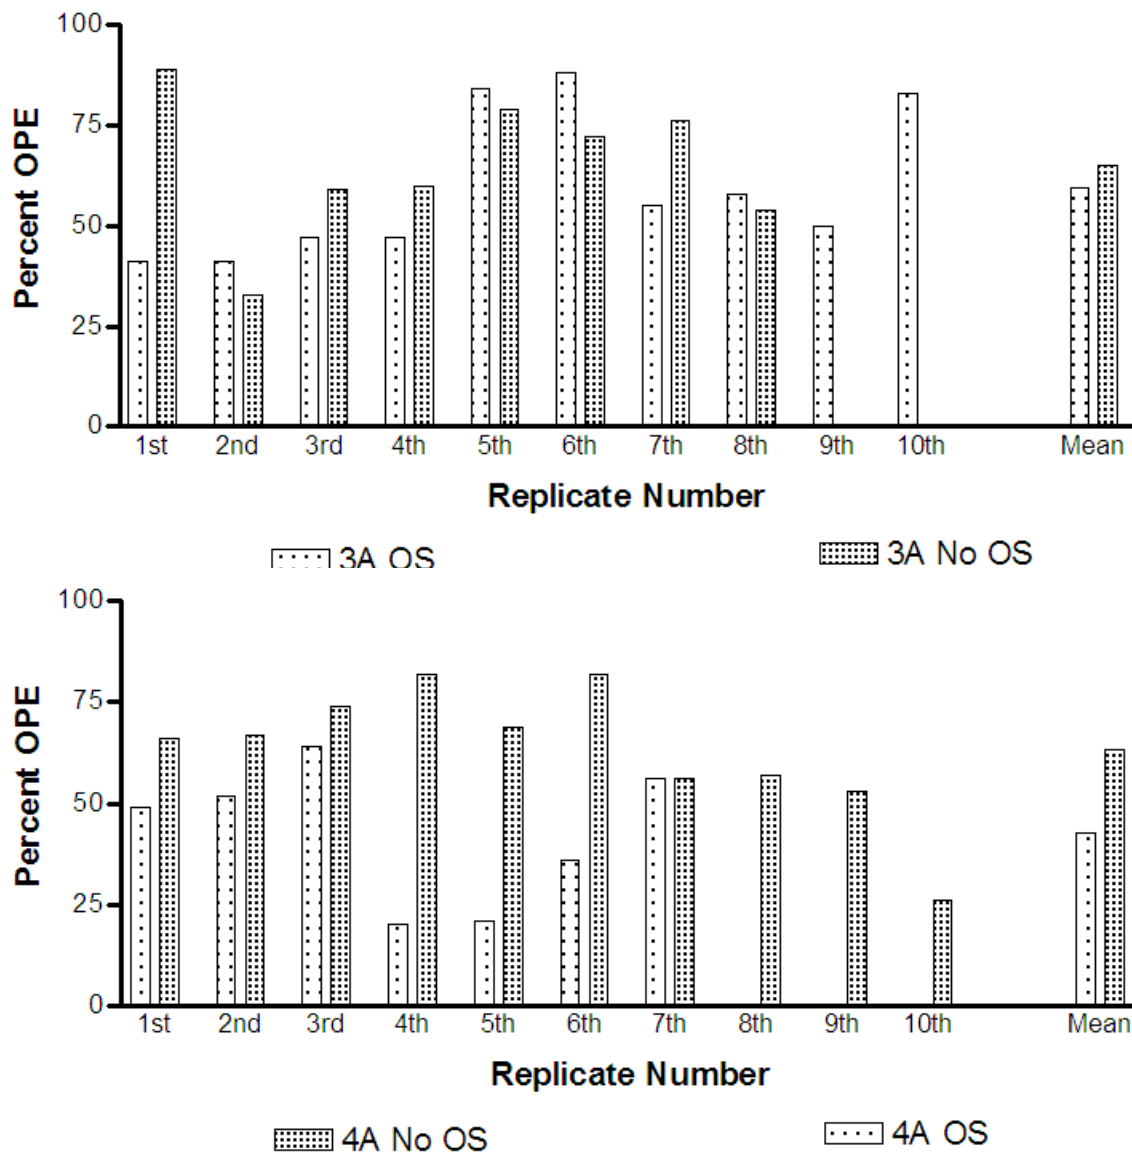 100
75
50
25
0
Percent OPE
1st 2nd 3rd 4th 5th 6th 7th 8th 9th 10th Mean
Replicate Number
3A OS 3A No OS
100
75
50
25
0
Percent OPE
1st 2nd 3rd 4th 5th 6th 7th 8th 9th 10th Mean
Replicate Number
4A No OS 4A OS